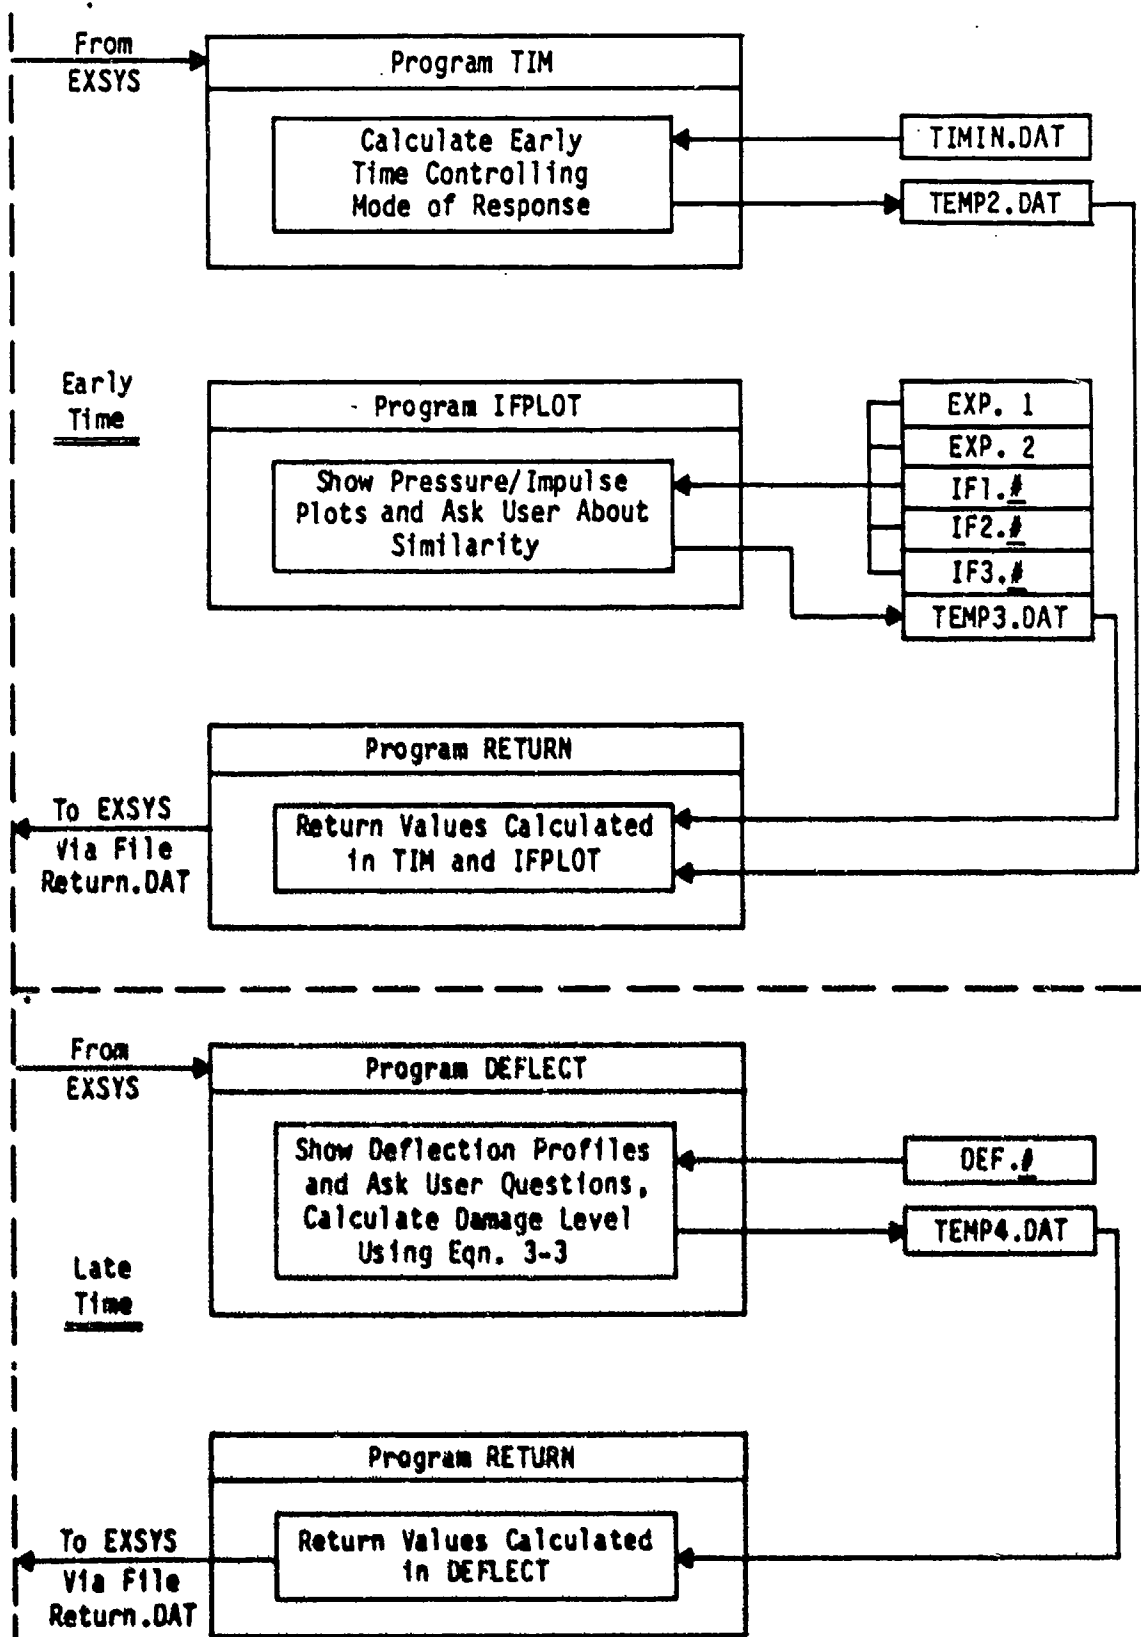 From
EXSYS
Program TIM
Calculate Early
Time Controlling
Mode of Response
TIMIN.DAT
TEMP2.DAT
Early
Time
Program IFPLOT
Show Pressure/Impulse
Plots and Ask User About
Similarity
EXP. 1
EXP. 2
IF1.#
IF2.#
IF3.#
TEMP3.DAT
Program RETURN
Return Values Calculated
in TIM and IFPLOT
To EXSYS
Via File
Return.DAT
From
EXSYS
Program DEFLECT
Show Deflection Profiles
and Ask User Questions,
Calculate Damage Level
Using Eqn. 3-3
DEF.#
TEMP4.DAT
Late
Time
Program RETURN
Return Values Calculated
in DEFLECT
To EXSYS
Via File
Return.DAT